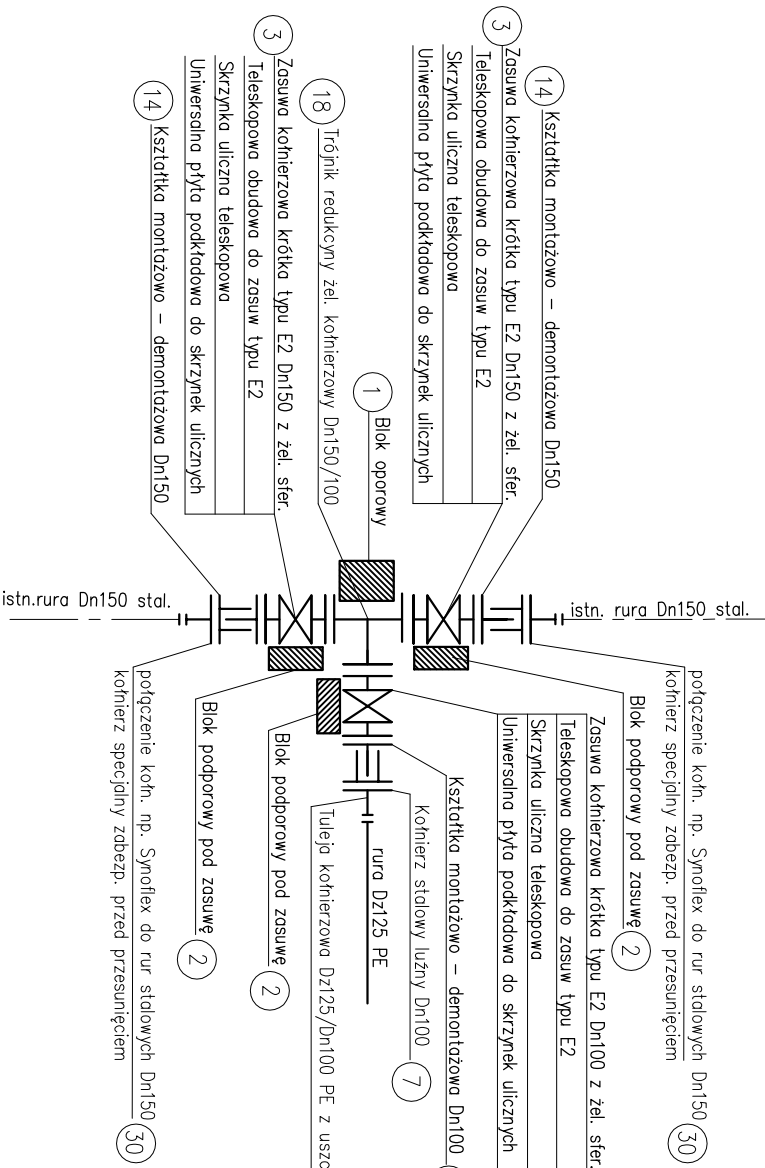 14 Kształtka montażowo – demontażowa Dn150
3 Zasuwa kołnierzowa krótka typu E2 Dn150 z żel. sfer.
Teleskopowa obudowa do zasuw typu E2
Skrzynka uliczna teleskopowa
Uniwersalna płyta podkładowa do skrzynek ulicznych
1 Blok oporowy
18 Trójnik redukcyny żel. kołnierzowy Dn150/100
3 Zasuwa kołnierzowa krótka typu E2 Dn150 z żel. sfer.
Teleskopowa obudowa do zasuw typu E2
Skrzynka uliczna teleskopowa
Uniwersalna płyta podkładowa do skrzynek ulicznych
14 Kształtka montażowo – demontażowa Dn150
istn. rura Dn150 stal.
istn.rura Dn150 stal.
połączenie kołn. np. Synoflex do rur stalowych Dn150
kołnierz specjalny zabezp. przed przesunięciem 30
Blok podporowy pod zasuwę 2
Zasuwa kołnierzowa krótka typu E2 Dn100 z żel. sfer.
Teleskopowa obudowa do zasuw typu E2
Skrzynka uliczna teleskopowa
Uniwersalna płyta podkładowa do skrzynek ulicznych
Kształtka montażowo – demontażowa Dn100
Kołnierz stalowy luźny Dn100 7
rura Dz125 PE
Tuleja kołnierzowa Dz125/Dn100 PE z uszc
Blok podporowy pod zasuwę 2
Blok podporowy pod zasuwę 2
połączenie kołn. np. Synoflex do rur stalowych Dn150
kołnierz specjalny zabezp. przed przesunięciem 30